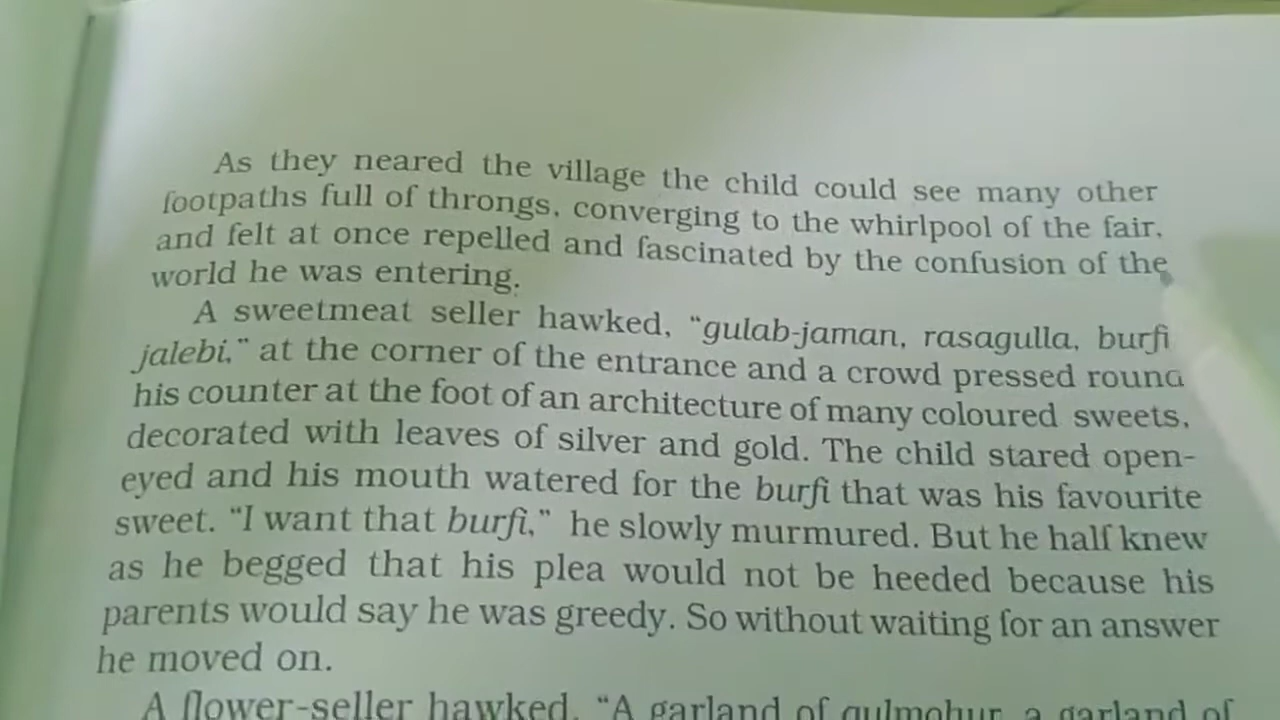 As they neared the village the child could see many other
footpaths full of throngs, converging to the whirlpool of the fair,
and felt at once repelled and fascinated by the confusion of the
world he was entering.
A sweetmeat seller hawked, “gulab-jaman, rasagulla, burfi
jalebi,” at the corner of the entrance and a crowd pressed round
his counter at the foot of an architecture of many coloured sweets,
decorated with leaves of silver and gold. The child stared open-
eyed and his mouth watered for the burfi that was his favourite
sweet. “I want that burfi,” he slowly murmured. But he half knew
as he begged that his plea would not be heeded because his
parents would say he was greedy. So without waiting for an answer
he moved on.
A flower-seller hawked, “A garland of gulmohur, a garland of